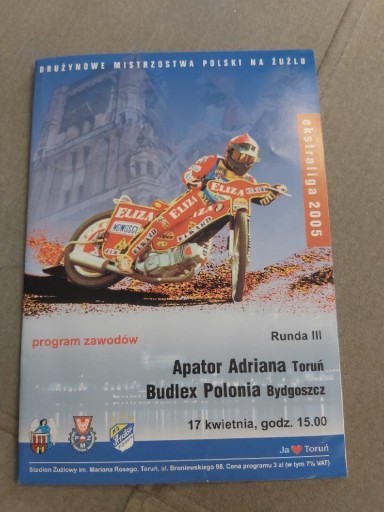 DRUŻYNOWE MISTRZOSTWA POLSKI NA ŻUŻLU
ekstraliga 2005
ELIZA
ELIZA
NOWOŚCI
program zawodów
Runda III
Apator Adriana Toruń
Budlex Polonia Bydgoszcz
17 kwietnia, godz. 15.00
Ja Toruń
Stadion Żużlowy im. Mariana Rosego, Toruń, ul. Broniewskiego 98. Cena programu 3 zł (w tym 7% VAT)